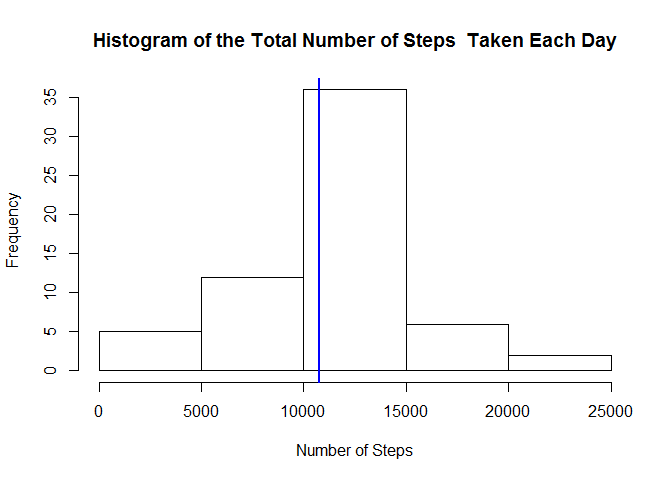 Histogram of the Total Number of Steps  Taken Each Day
Frequency
35
30
25
20
15
10
5
0
0 5000 10000 15000 20000 25000
Number of Steps